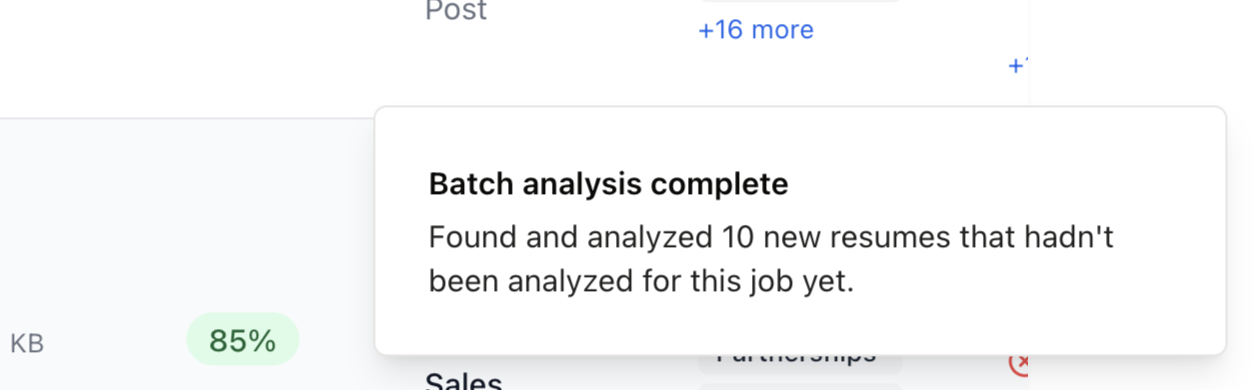 Post
+16 more
Batch analysis complete
Found and analyzed 10 new resumes that hadn't
been analyzed for this job yet.
KB
85%
Partnerships
Sales